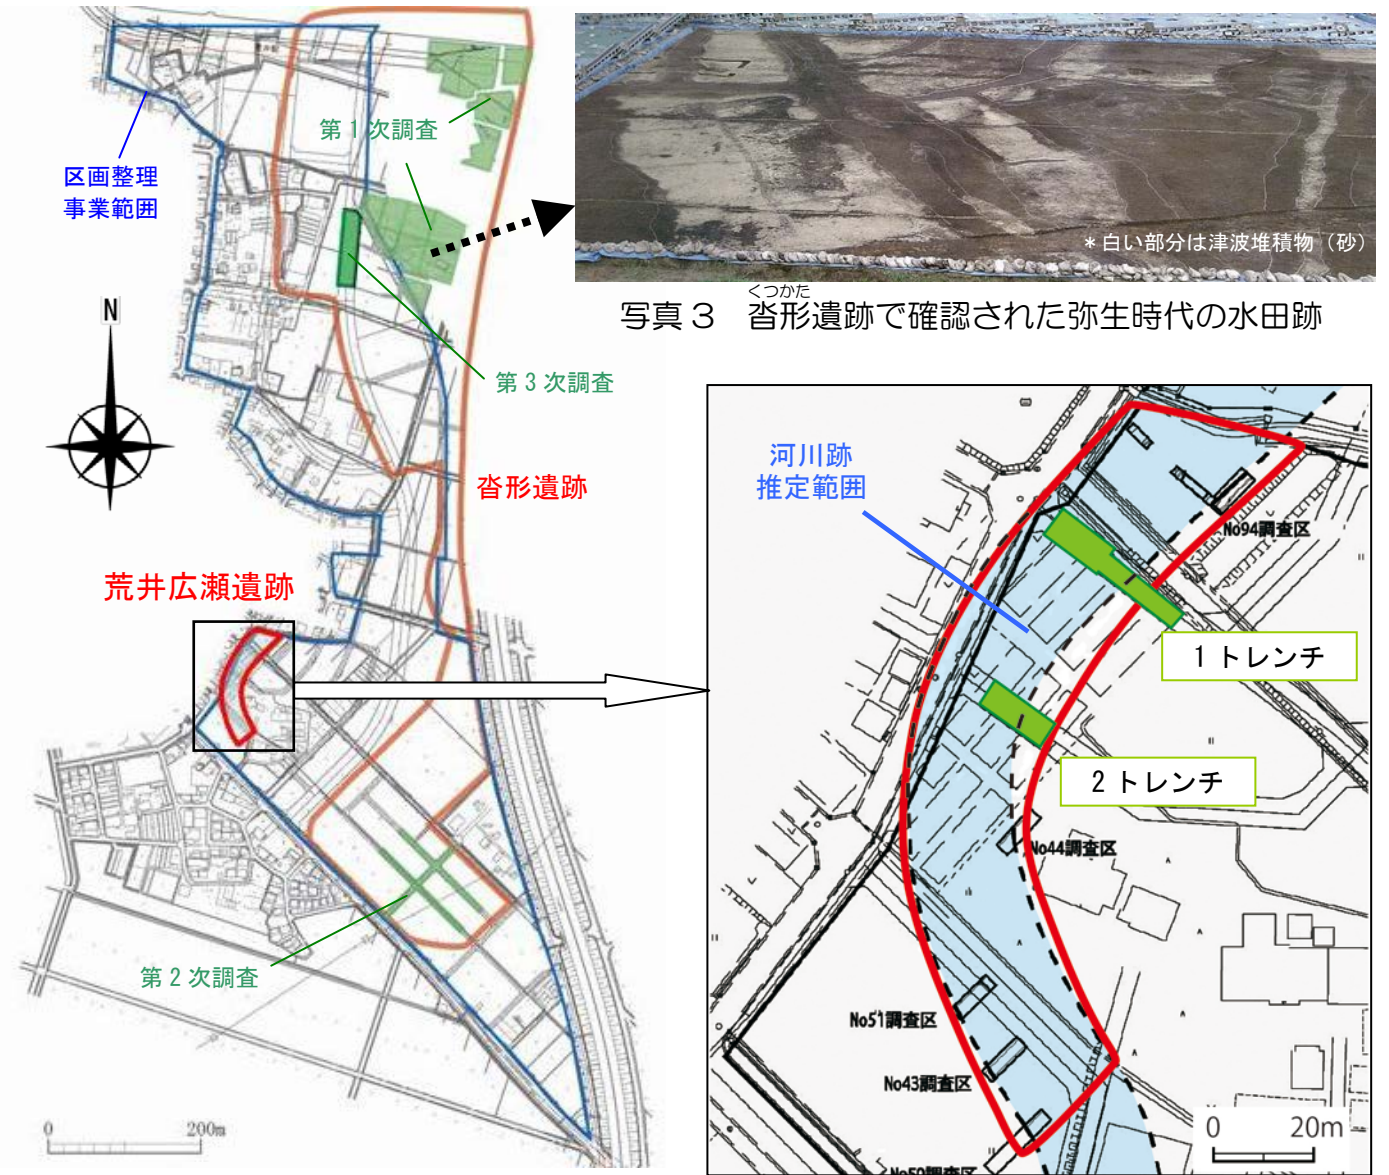 第1次調査
区画整理
事業範囲
＊白い部分は津波堆積物（砂）
くつかた
写真３　沓形遺跡で確認された弥生時代の水田跡
N
第3次調査
沓形遺跡
荒井広瀬遺跡
第2次調査
0 200m
河川跡
推定範囲
No94調査区
1トレンチ
2トレンチ
No44調査区
No51調査区
No43調査区
0 20m